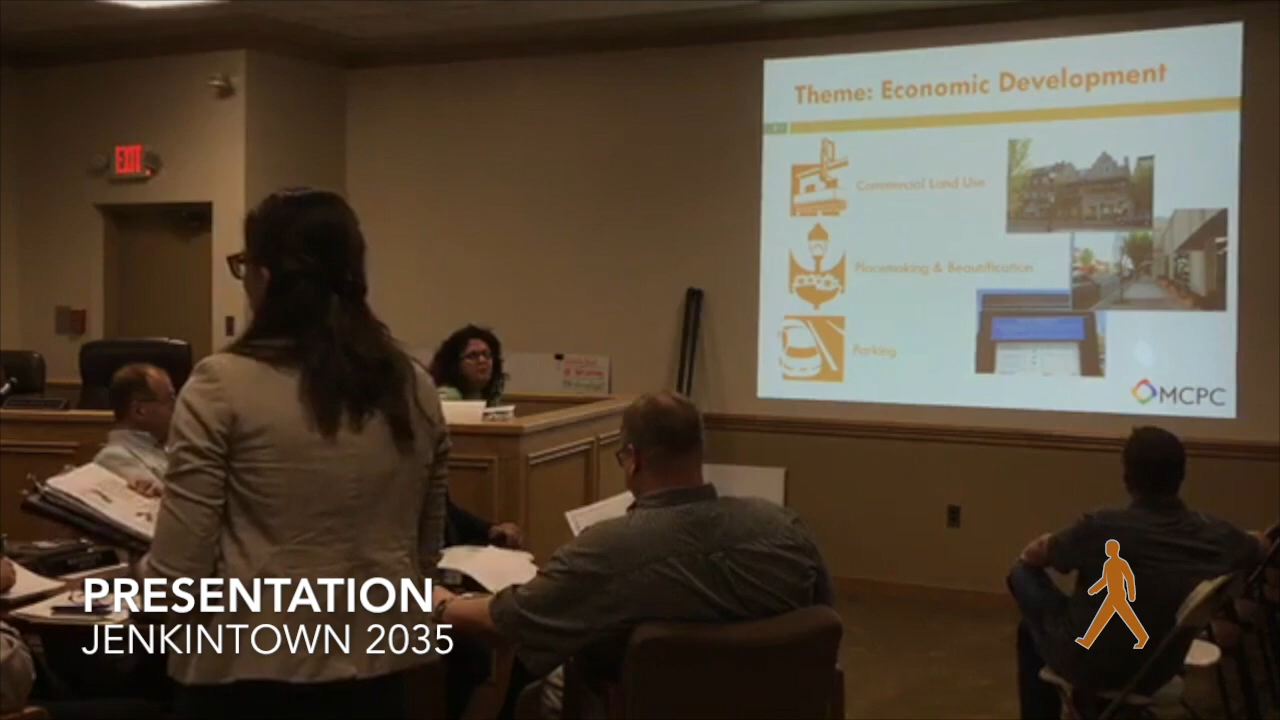 EXIT
Theme: Economic Development
Commercial Land Use
Placemaking & Beautification
Parking
MCPC
PRESENTATION
JENKINTOWN 2035